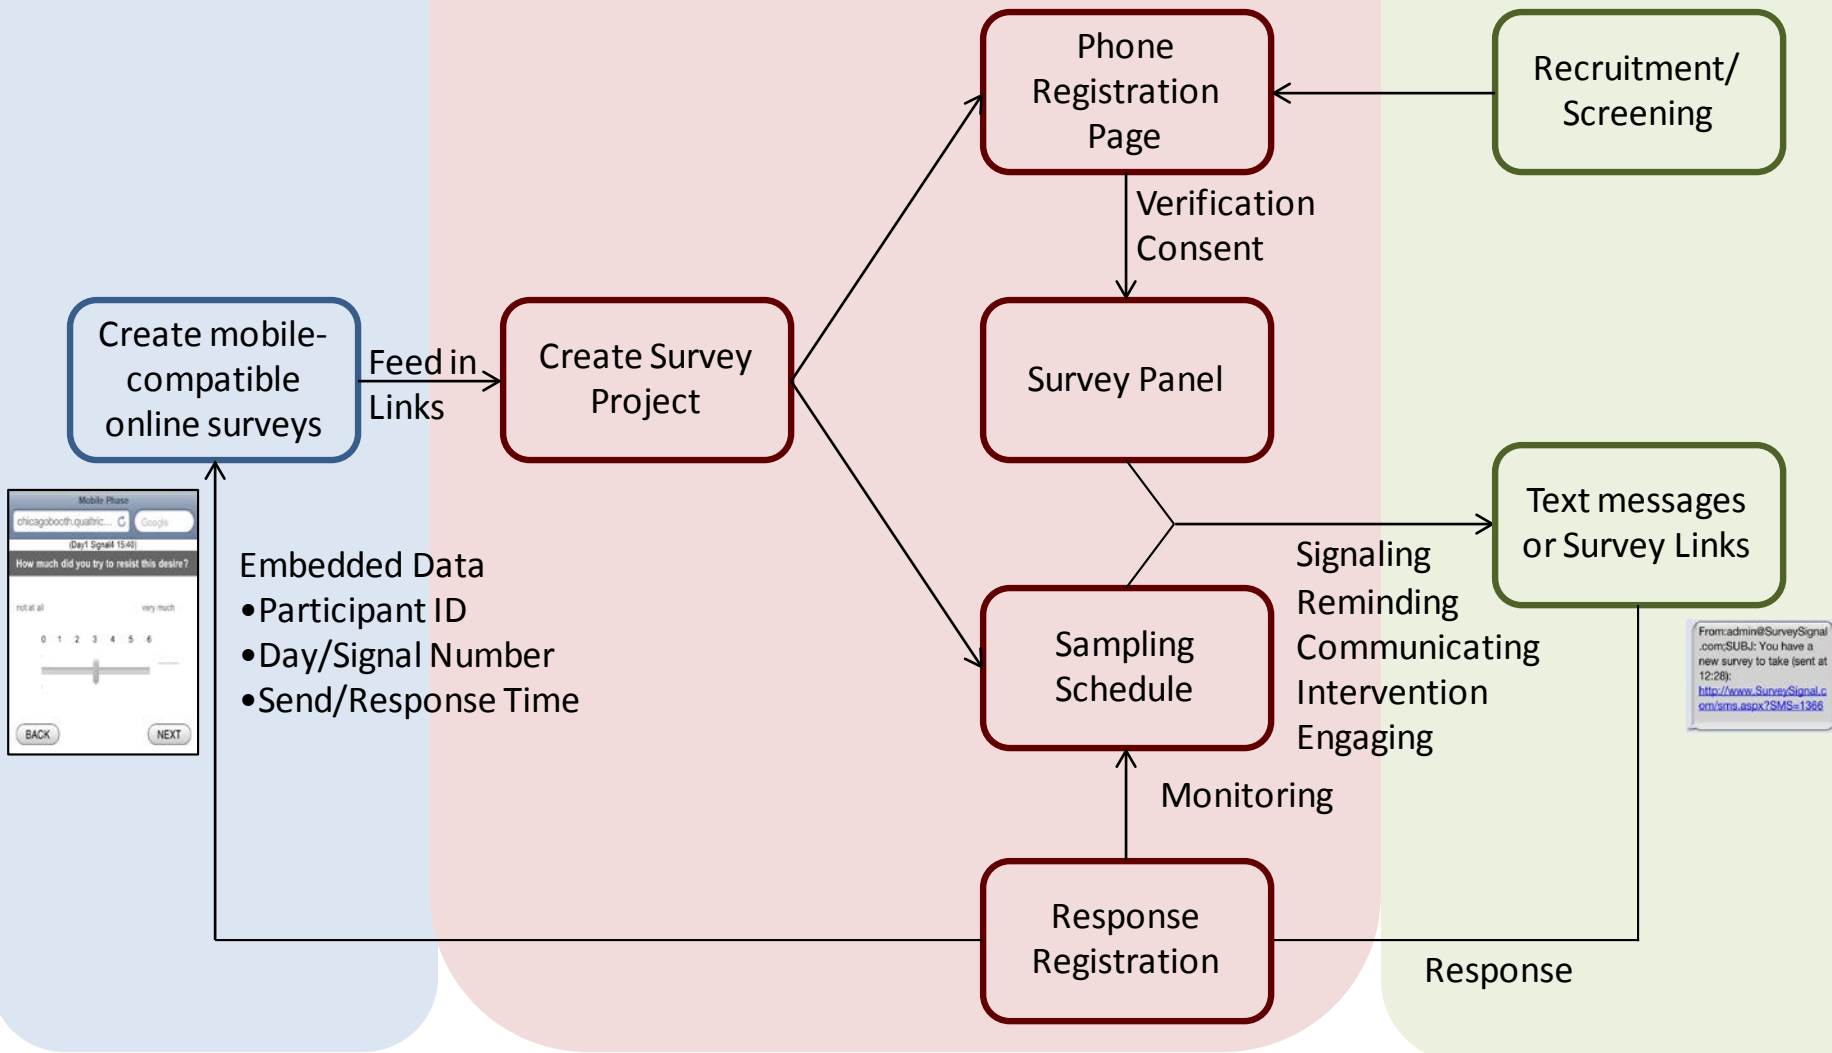 Phone
Registration
Page
Recruitment/
Screening
Verification
Consent
Create mobile-
compatible
online surveys
Feed in
Links
Create Survey
Project
Survey Panel
Text messages
or Survey Links
Mobile Phase
chicagobooth.qualtric...
Google
(Day1 Signal4 15:40)
How much did you try to resist this desire?
not at all very much
0 1 2 3 4 5 6
BACK NEXT
Embedded Data
•Participant ID
•Day/Signal Number
•Send/Response Time
Signaling
Reminding
Communicating
Intervention
Engaging
Sampling
Schedule
From:admin@SurveySignal
.com;SUBJ: You have a
new survey to take (sent at
12:28):
http://www.SurveySignal.c
om/sms.aspx?SMS=1366
Monitoring
Response
Registration
Response